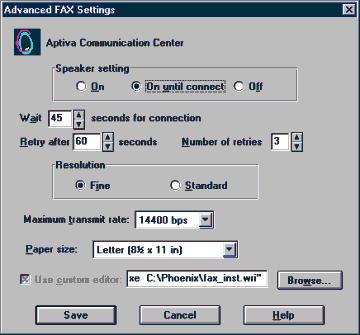 Advanced FAX Settings
Aptiva Communication Center
Speaker setting
On On until connect Off
Wait 45 seconds for connection
Retry after 60 seconds Number of retries 3
Resolution
Fine Standard
Maximum transmit rate: 14400 bps
Paper size: Letter (8½ x 11 in)
Use custom editor: xe C:\Phoenix\fax_inst.wri" Browse...
Save Cancel Help